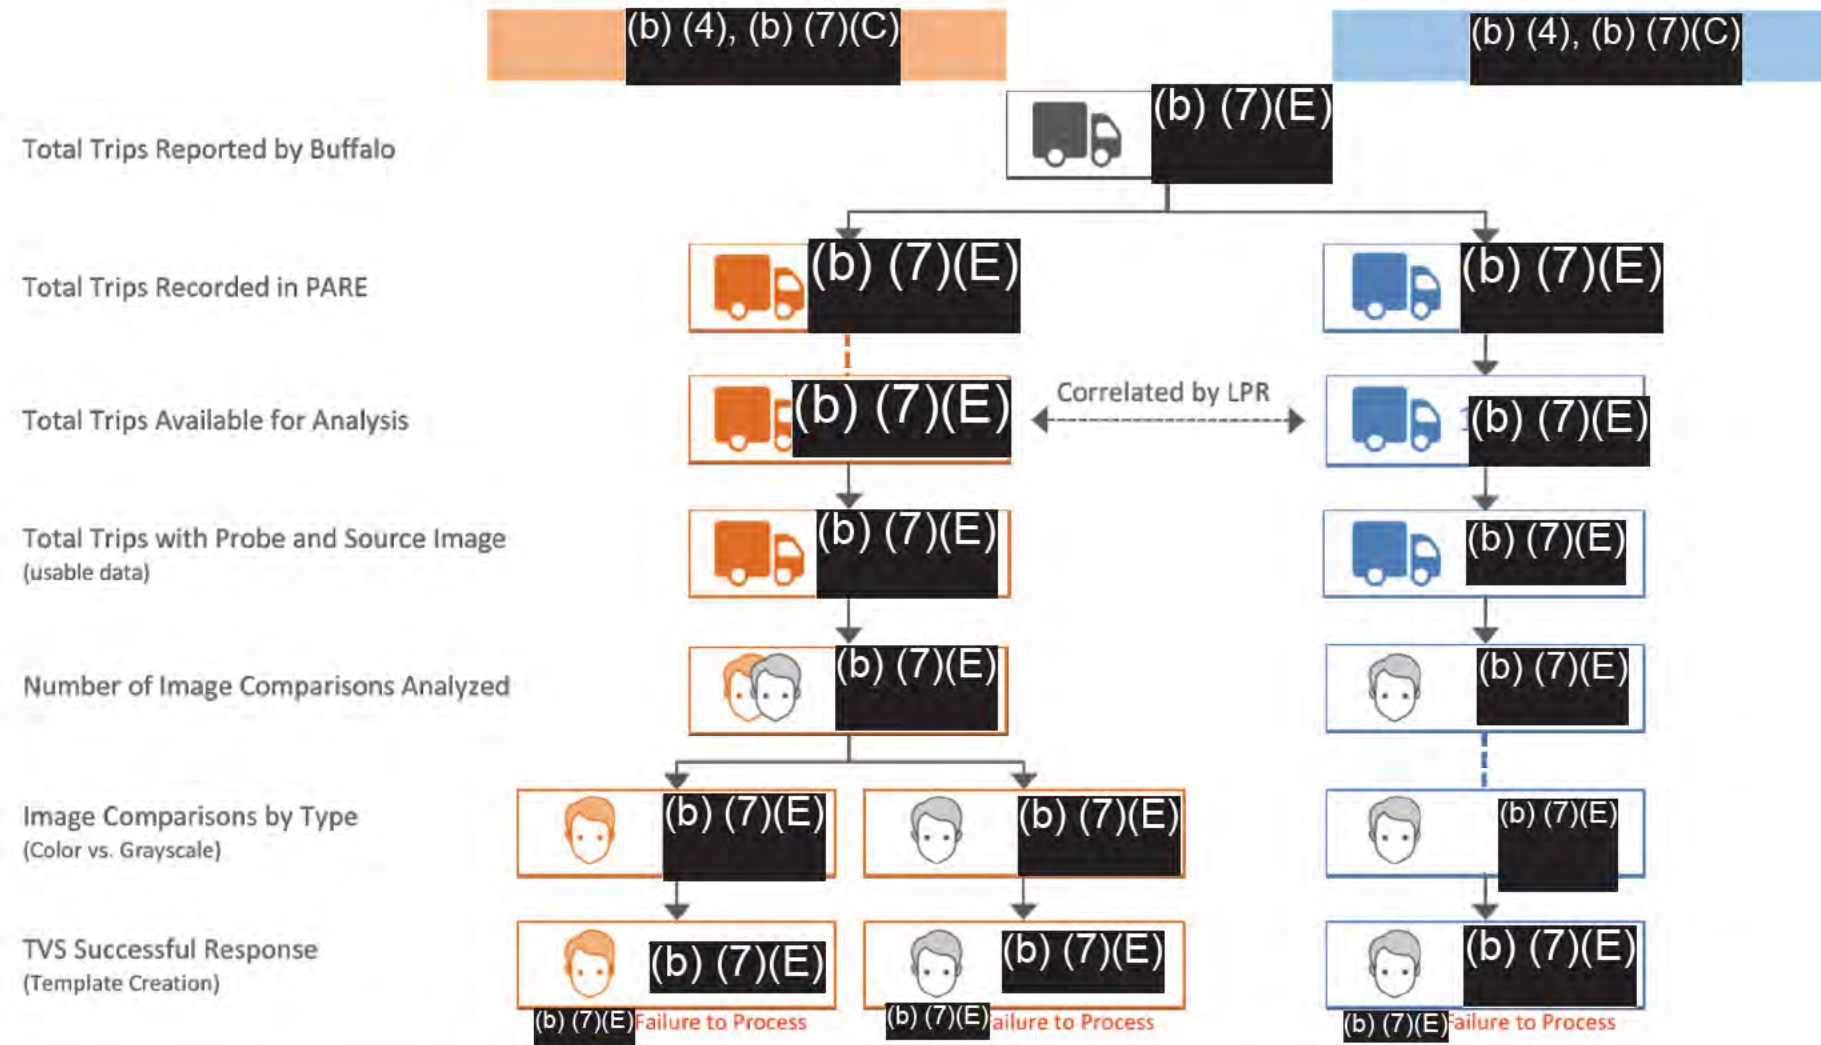 (b) (4), (b) (7)(C)
(b) (4), (b) (7)(C)
Total Trips Reported by Buffalo
(b) (7)(E)
Total Trips Recorded in PARE
(b) (7)(E)
(b) (7)(E)
Total Trips Available for Analysis
(b) (7)(E)
Correlated by LPR
(b) (7)(E)
Total Trips with Probe and Source Image
(usable data)
(b) (7)(E)
(b) (7)(E)
Number of Image Comparisons Analyzed
(b) (7)(E)
(b) (7)(E)
Image Comparisons by Type
(Color vs. Grayscale)
(b) (7)(E)
(b) (7)(E)
(b) (7)(E)
TVS Successful Response
(Template Creation)
(b) (7)(E)
(b) (7)(E)
(b) (7)(E)
(b) (7)(E) Failure to Process
(b) (7)(E) ailure to Process
(b) (7)(E) Failure to Process